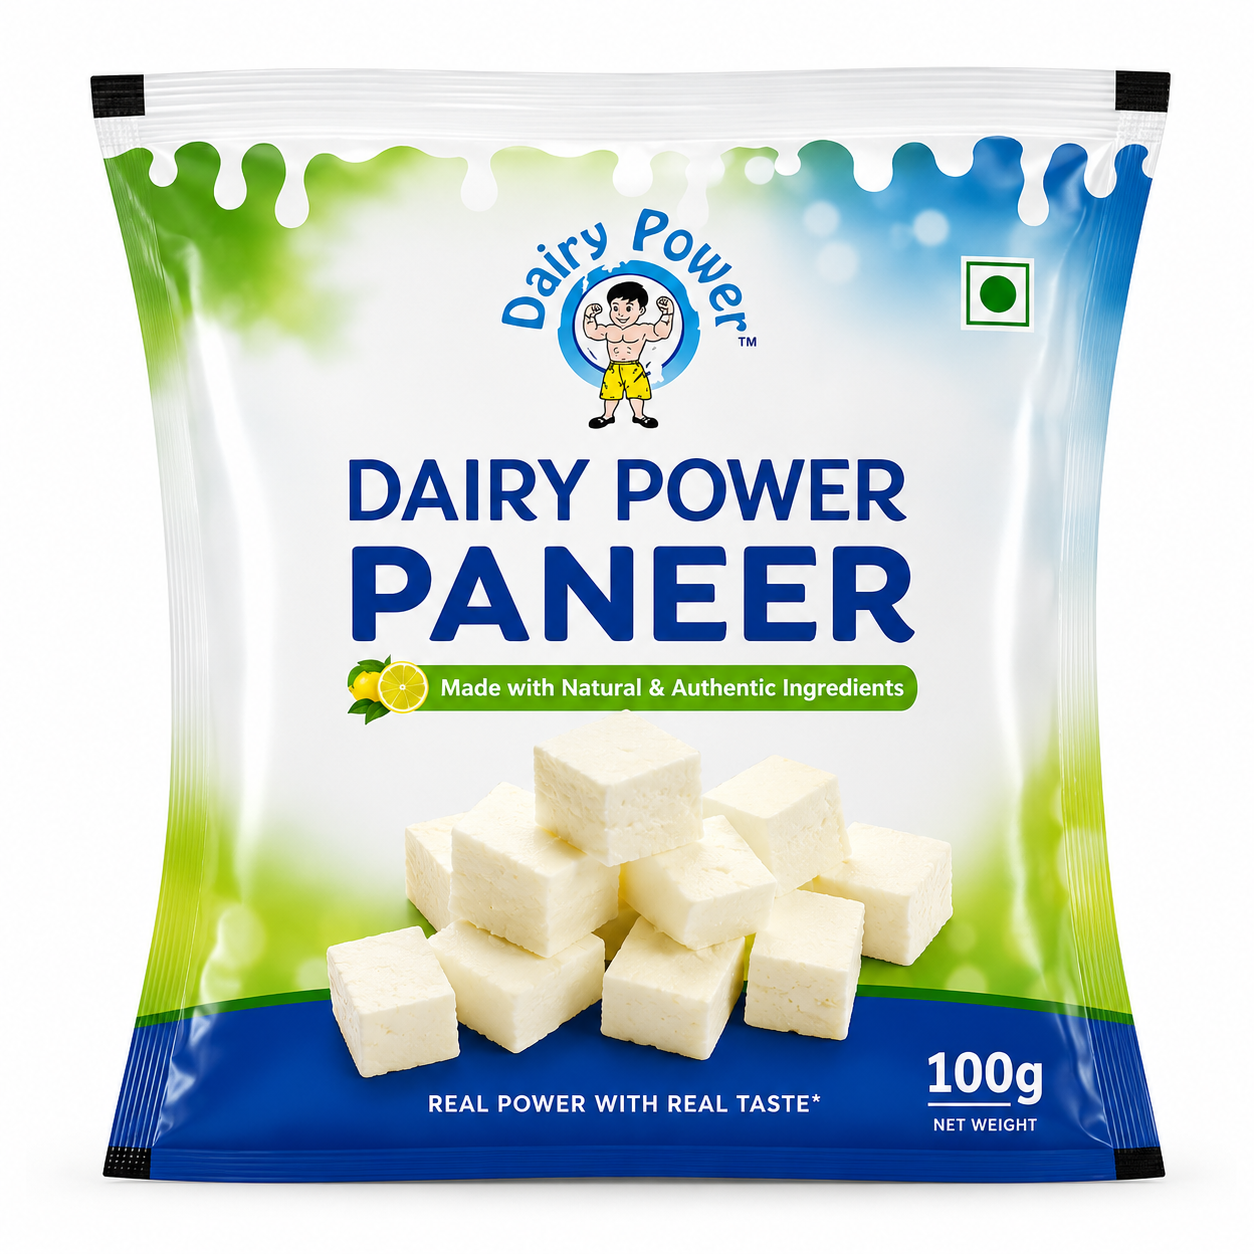 Dairy Power
TM
DAIRY POWER
PANEER
Made with Natural & Authentic Ingredients
REAL POWER WITH REAL TASTE*
100g
NET WEIGHT